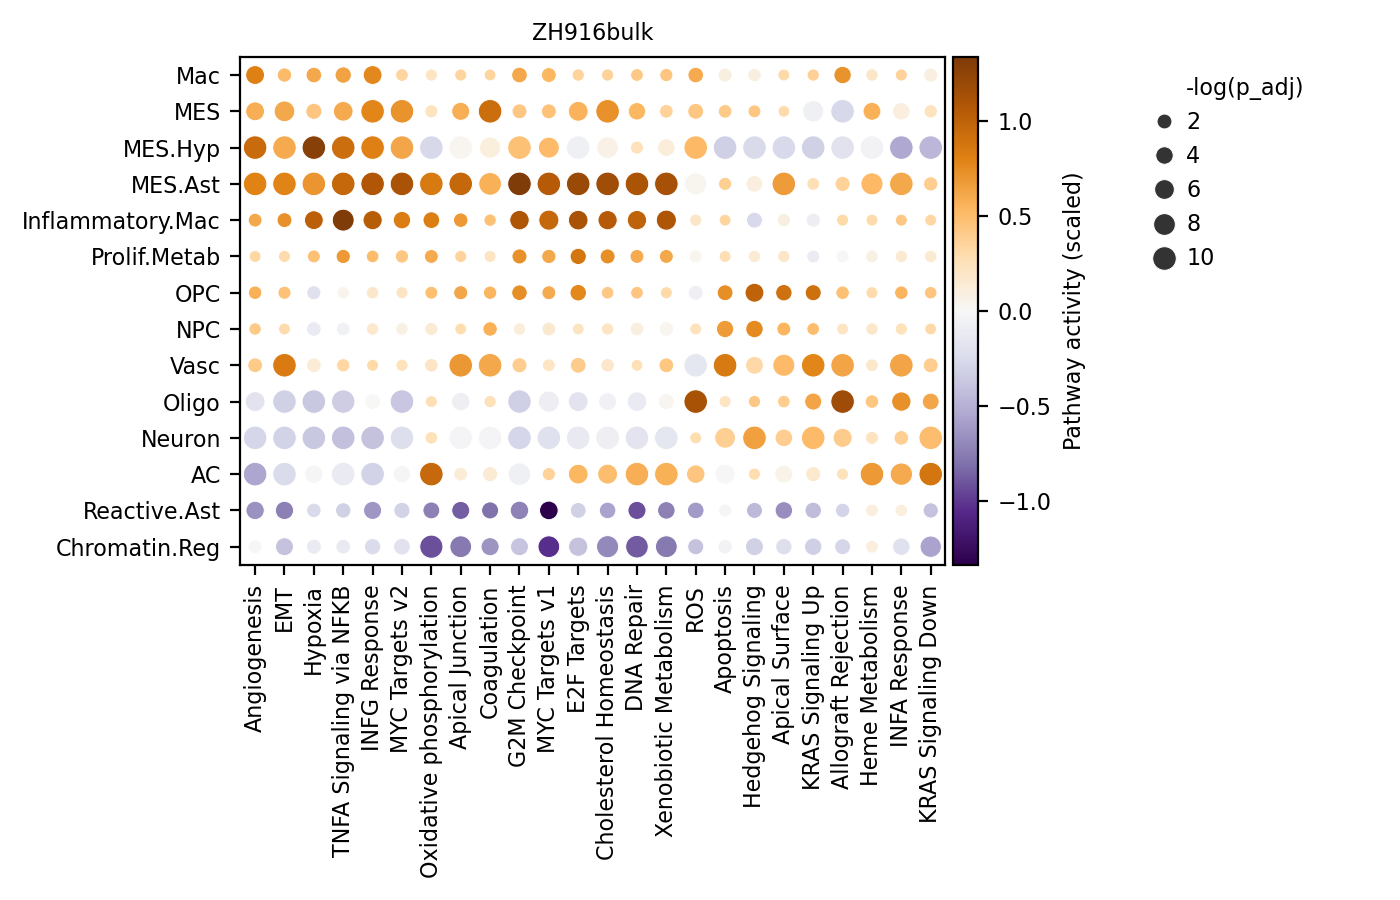 ZH916bulk
Mac
MES
MES.Hyp
MES.Ast
Inflammatory.Mac
Prolif.Metab
OPC
NPC
Vasc
Oligo
Neuron
AC
Reactive.Ast
Chromatin.Reg
Angiogenesis
EMT
Hypoxia
TNFA Signaling via NFKB
INFG Response
MYC Targets v2
Oxidative phosphorylation
Apical Junction
Coagulation
G2M Checkpoint
MYC Targets v1
E2F Targets
Cholesterol Homeostasis
DNA Repair
Xenobiotic Metabolism
ROS
Apoptosis
Hedgehog Signaling
Apical Surface
KRAS Signaling Up
Allograft Rejection
Heme Metabolism
INFA Response
KRAS Signaling Down
1.0
0.5
0.0
−0.5
−1.0
Pathway activity (scaled)
-log(p_adj)
2
4
6
8
10